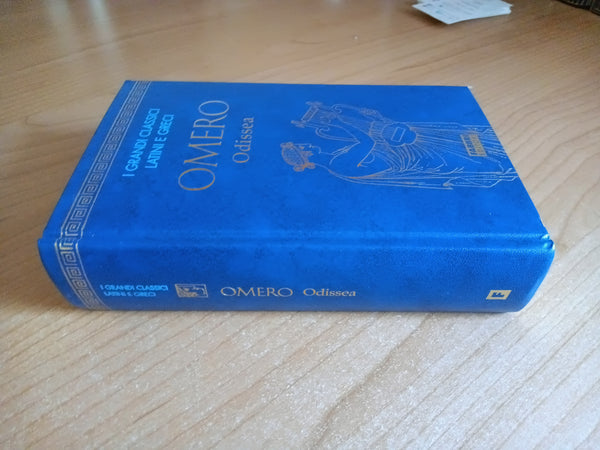 I GRANDI CLASSICI
LATINI E GRECI
OMERO
Odissea
I GRANDI CLASSICI
LATINI E GRECI
OMERO Odissea
F